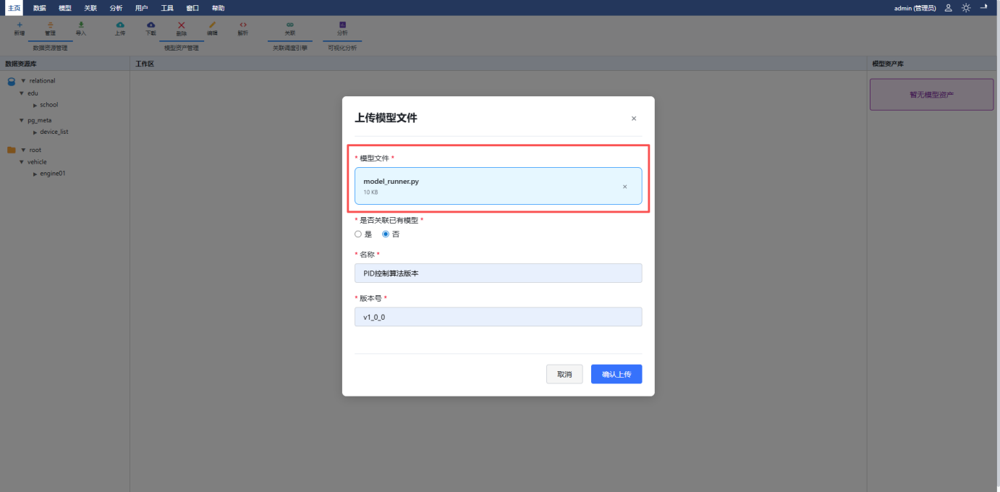 主页 数据 模型 关联 分析 用户 工具 窗口 帮助 admin (管理员)
新增 管理 导入 上传 下载 删除 编辑 解析 关联 分析
数据资源管理 模型资产管理 关联调度引擎 可视化分析
数据资源库 工作区 模型资产库
relational
edu
school
pg_meta
device_list
root
vehicle
engine01
暂无模型资产
上传模型文件 ×
* 模型文件 *
model_runner.py
10 KB ×
* 是否关联已有模型 *
是 否
* 名称 *
PID控制算法版本
* 版本号 *
v1_0_0
取消 确认上传